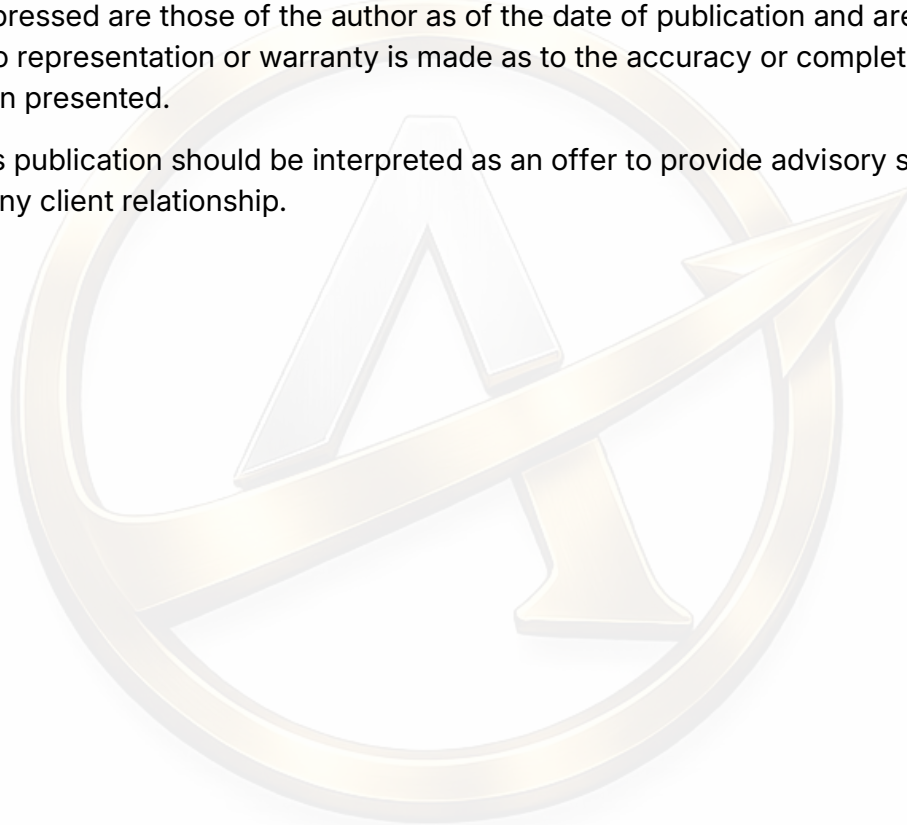 pressed are those of the author as of the date of publication and are
o representation or warranty is made as to the accuracy or complet
n presented.
s publication should be interpreted as an offer to provide advisory s
ny client relationship.